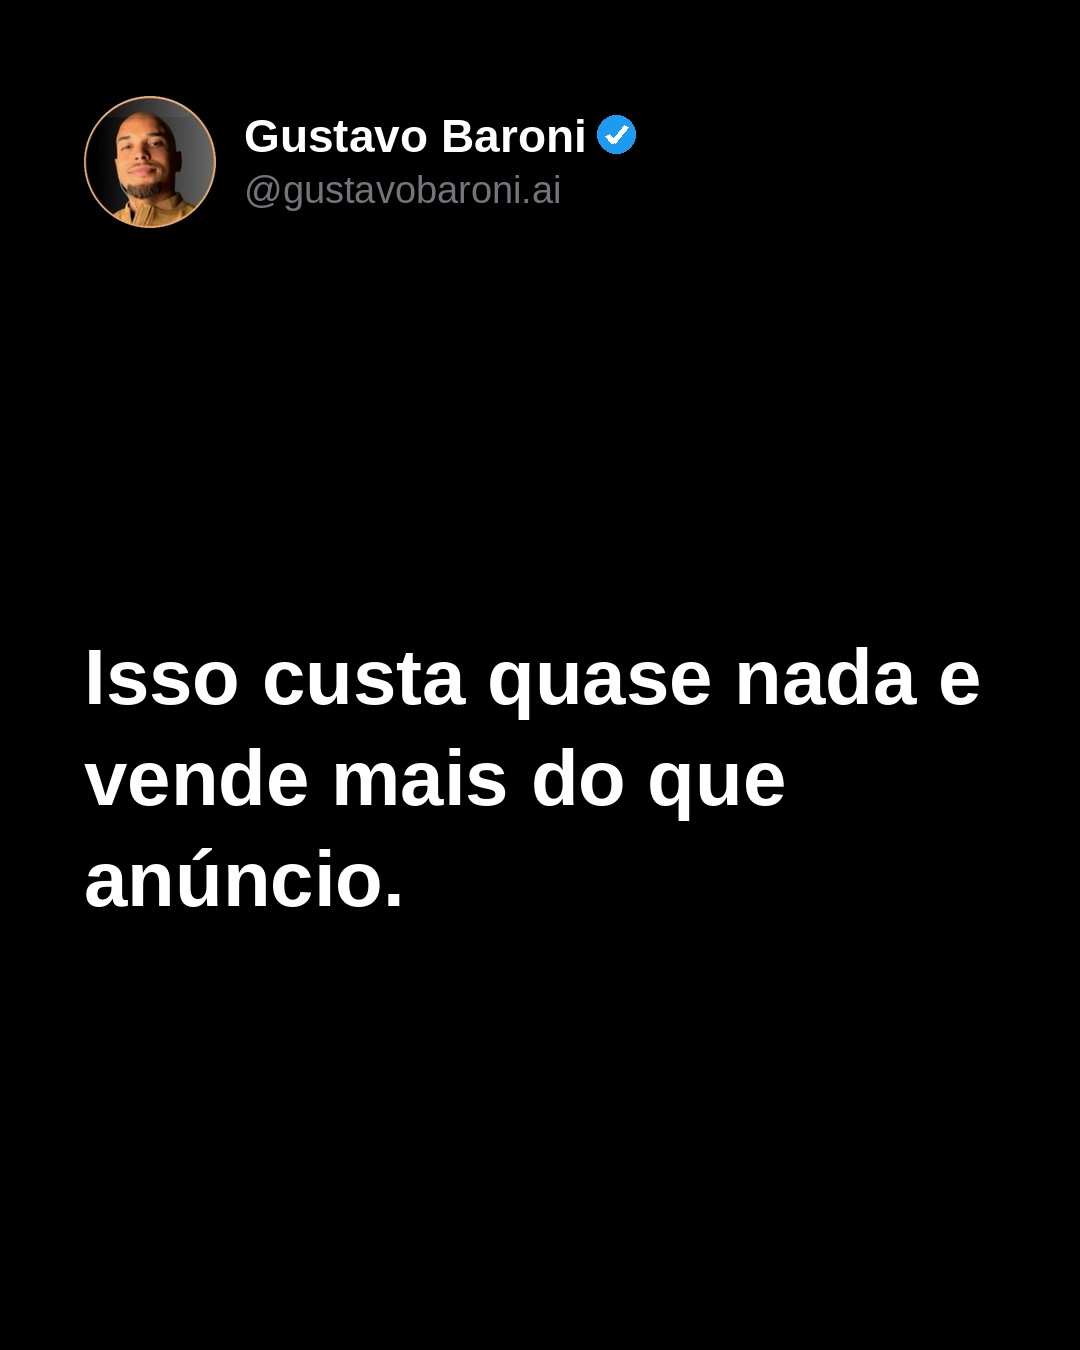 Gustavo Baroni
@gustavobaroni.ai
Isso custa quase nada e
vende mais do que
anúncio.